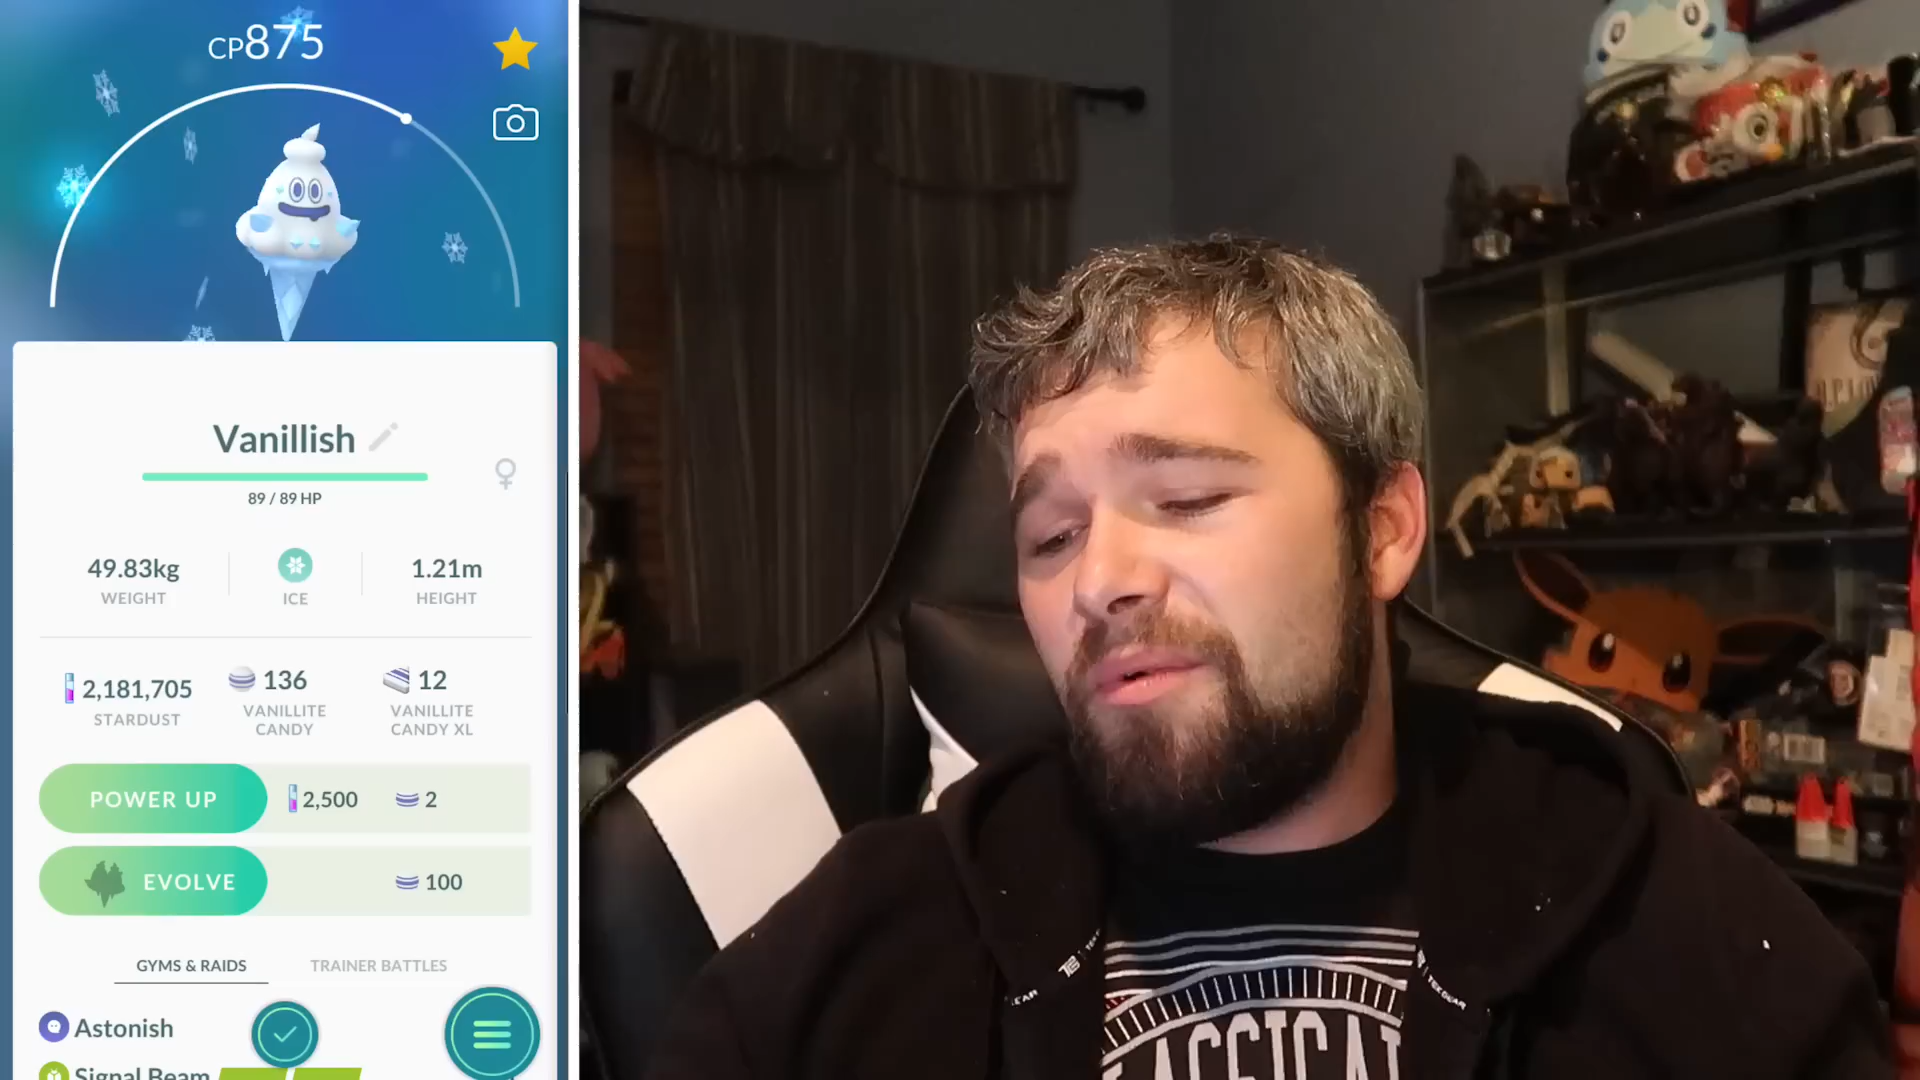 CP875
Vanillish
89 / 89 HP
49.83kg
WEIGHT
ICE
1.21m
HEIGHT
2,181,705
STARDUST
136
VANILLITE
CANDY
12
VANILLITE
CANDY XL
POWER UP
2,500
2
EVOLVE
100
GYMS & RAIDS
TRAINER BATTLES
Astonish
Signal Beam